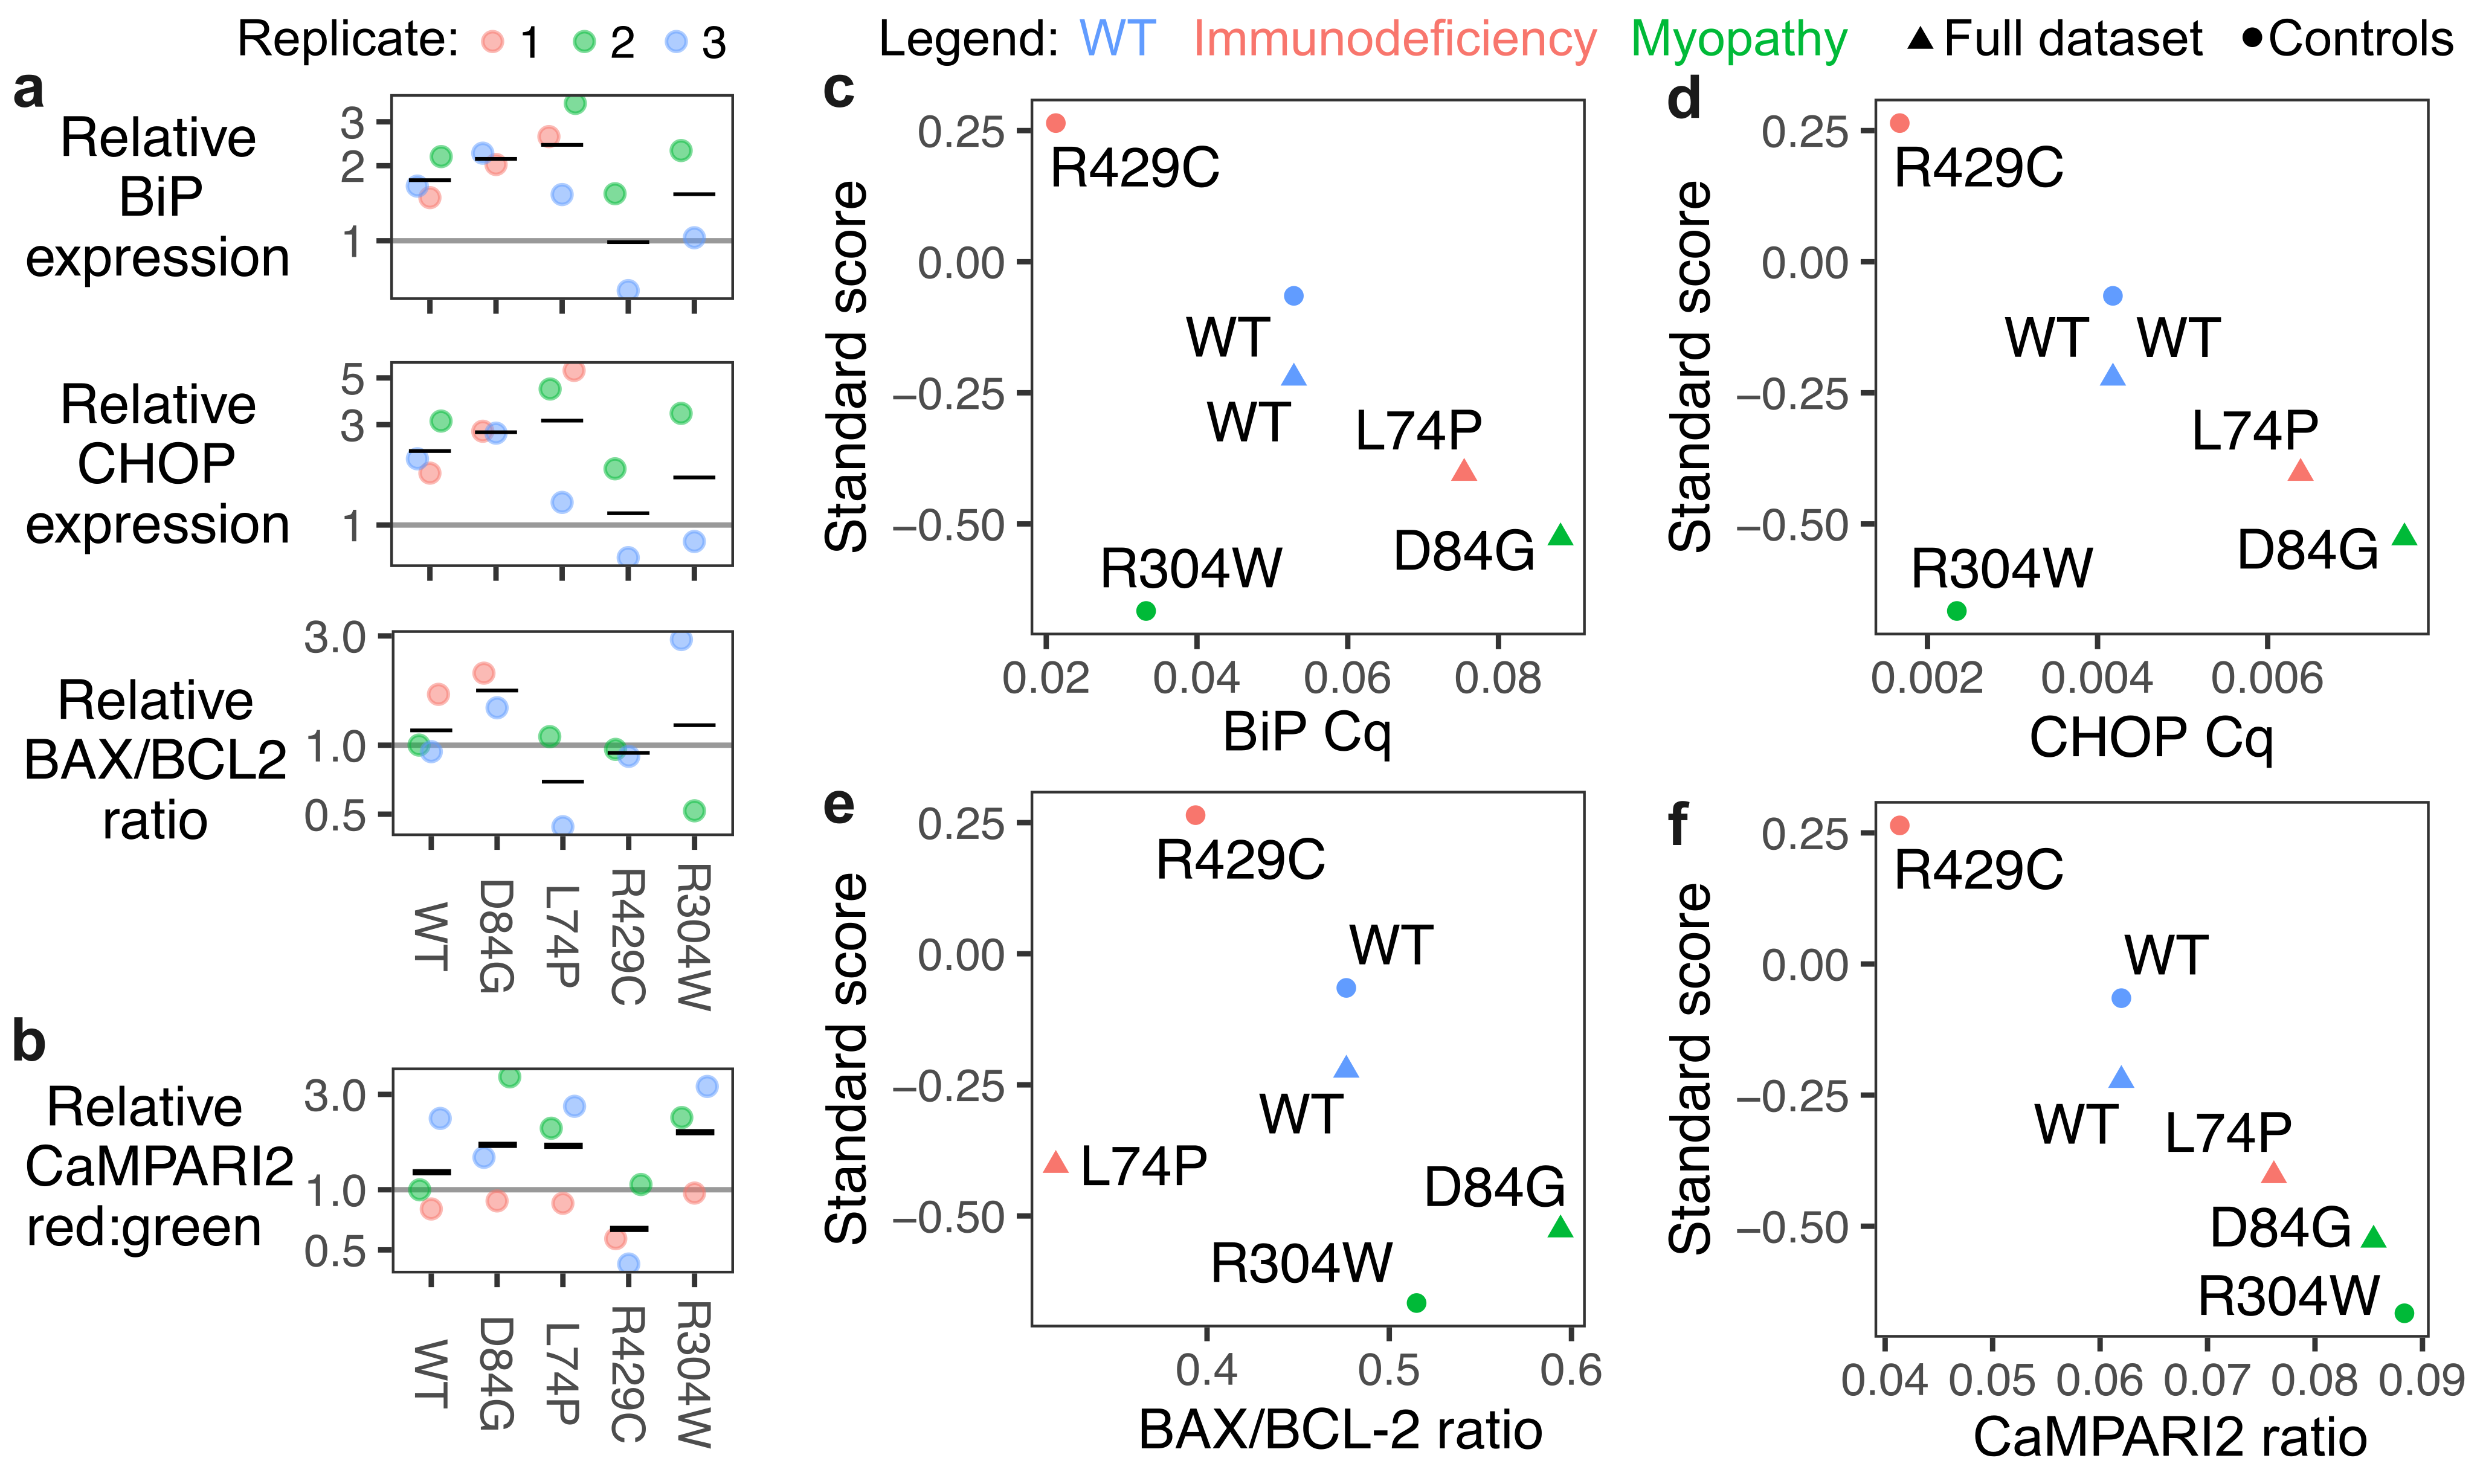 Replicate: 1 2 3
Legend: WT Immunodeficiency Myopathy Full dataset Controls
a
Relative
BiP
expression
3
2
1
Relative
CHOP
expression
5
3
1
Relative
BAX/BCL2
ratio
3.0
1.0
0.5
WT
D84G
L74P
R429C
R304W
b
Relative
CaMPARI2
red:green
3.0
1.0
0.5
WT
D84G
L74P
R429C
R304W
c
Standard score
0.25
0.00
−0.25
−0.50
R429C
WT
WT
L74P
D84G
R304W
0.02 0.04 0.06 0.08
BiP Cq
d
Standard score
0.25
0.00
−0.25
−0.50
R429C
WT WT
L74P
D84G
R304W
0.002 0.004 0.006
CHOP Cq
e
Standard score
0.25
0.00
−0.25
−0.50
R429C
WT
WT
L74P
D84G
R304W
0.4 0.5 0.6
BAX/BCL-2 ratio
f
Standard score
0.25
0.00
−0.25
−0.50
R429C
WT
WT
L74P
D84G
R304W
0.04 0.05 0.06 0.07 0.08 0.09
CaMPARI2 ratio